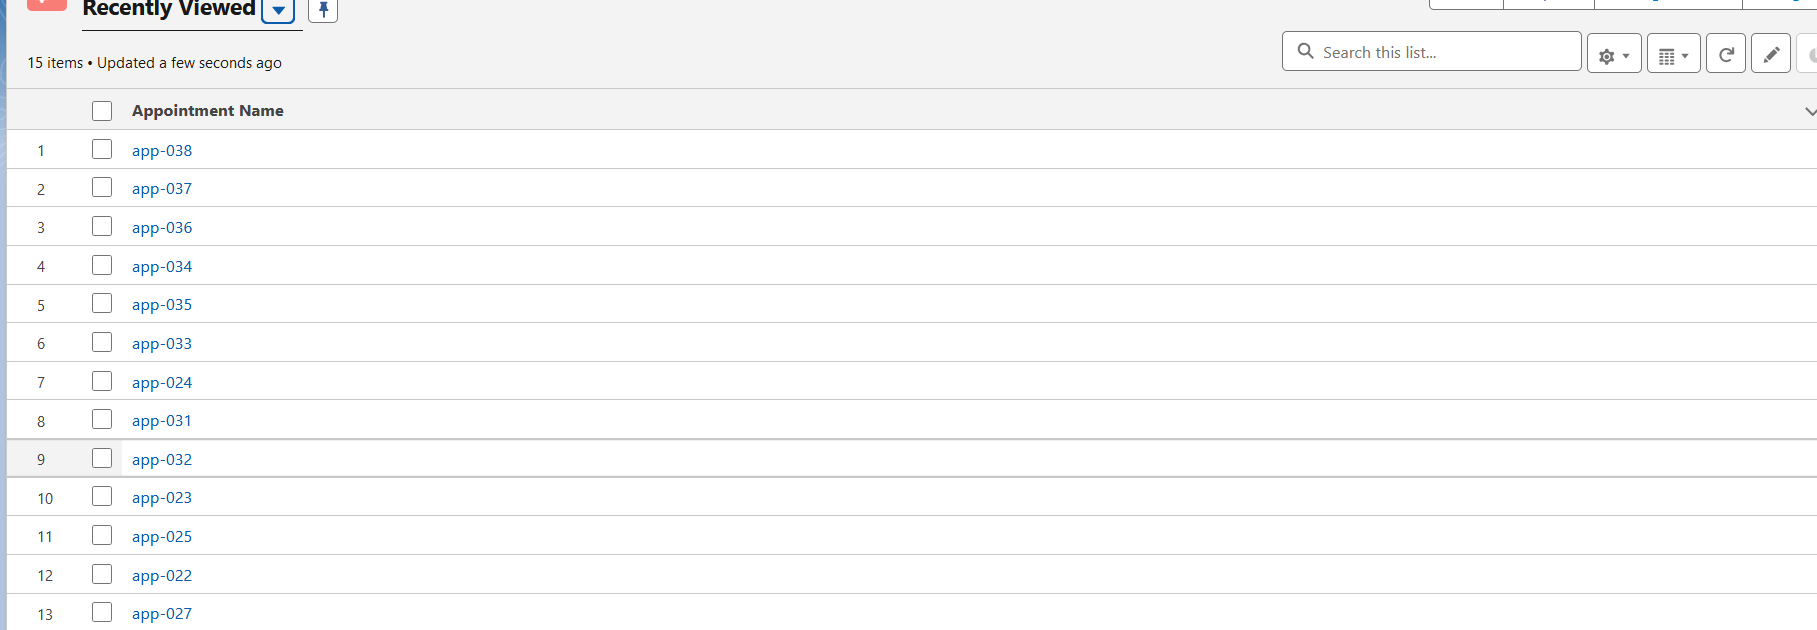 Recently Viewed
15 items • Updated a few seconds ago
Search this list...
Appointment Name
1 app-038
2 app-037
3 app-036
4 app-034
5 app-035
6 app-033
7 app-024
8 app-031
9 app-032
10 app-023
11 app-025
12 app-022
13 app-027